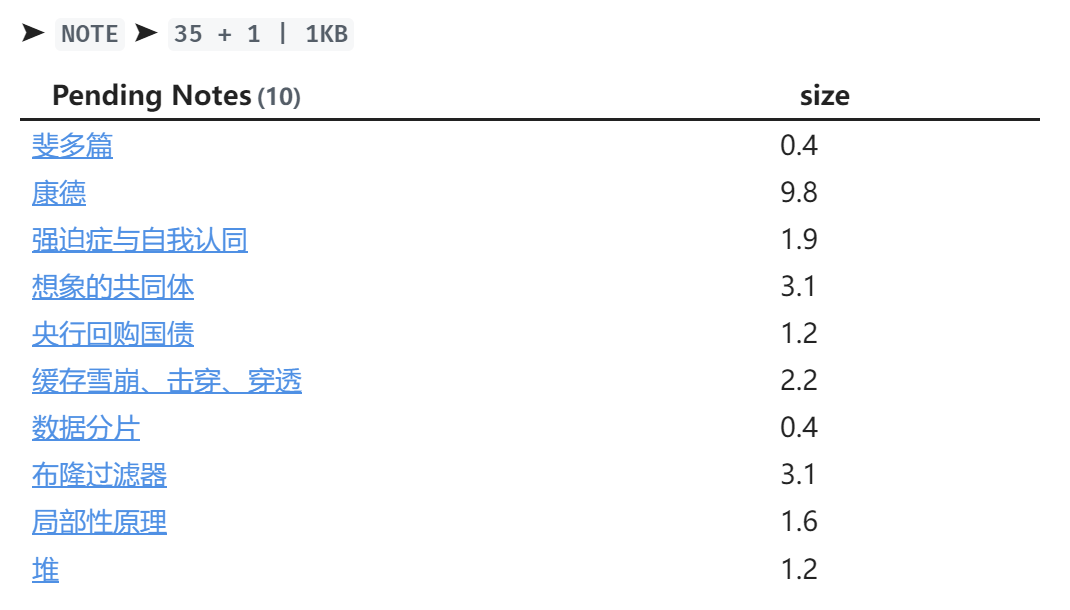 ➤ NOTE ➤ 35 + 1 | 1KB
Pending Notes (10) size
斐多篇 0.4
康德 9.8
强迫症与自我认同 1.9
想象的共同体 3.1
央行回购国债 1.2
缓存雪崩、击穿、穿透 2.2
数据分片 0.4
布隆过滤器 3.1
局部性原理 1.6
堆 1.2